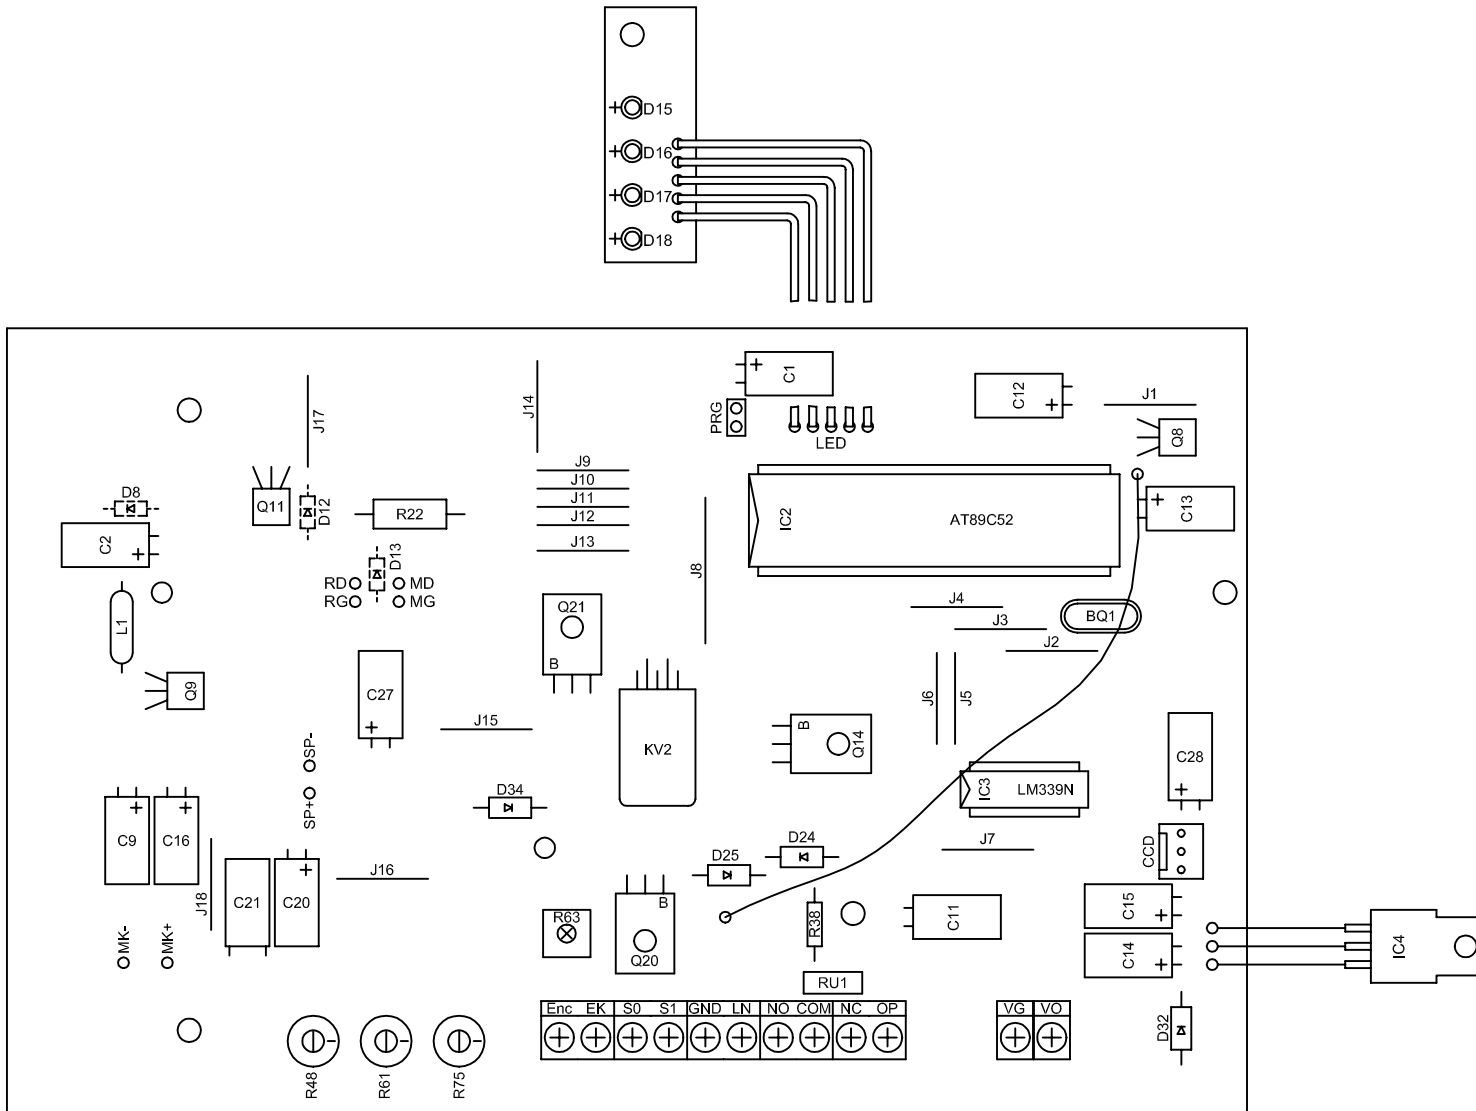 D15
D16
D17
D18
C1
C12
J1
J17
J14
PRG
LED
Q8
J9
J10
J11
J12
J13
D8
Q11
D12
R22
IC2
AT89C52
C13
C2
D13
RD
MD
RG
MG
J8
J4
J3
J2
BQ1
L1
Q21
B
Q9
C27
J6
J5
J15
KV2
B
Q14
SP-
SP+
C28
D34
IC3
LM339N
C9
C16
D24
D25
J7
CCD
J18
C21
C20
J16
R63
B
Q20
R38
C11
C15
C14
IC4
MK-
MK+
RU1
Enc EK S0 S1 GND LN NO COM NC OP
VG VO
D32
R48
R61
R75